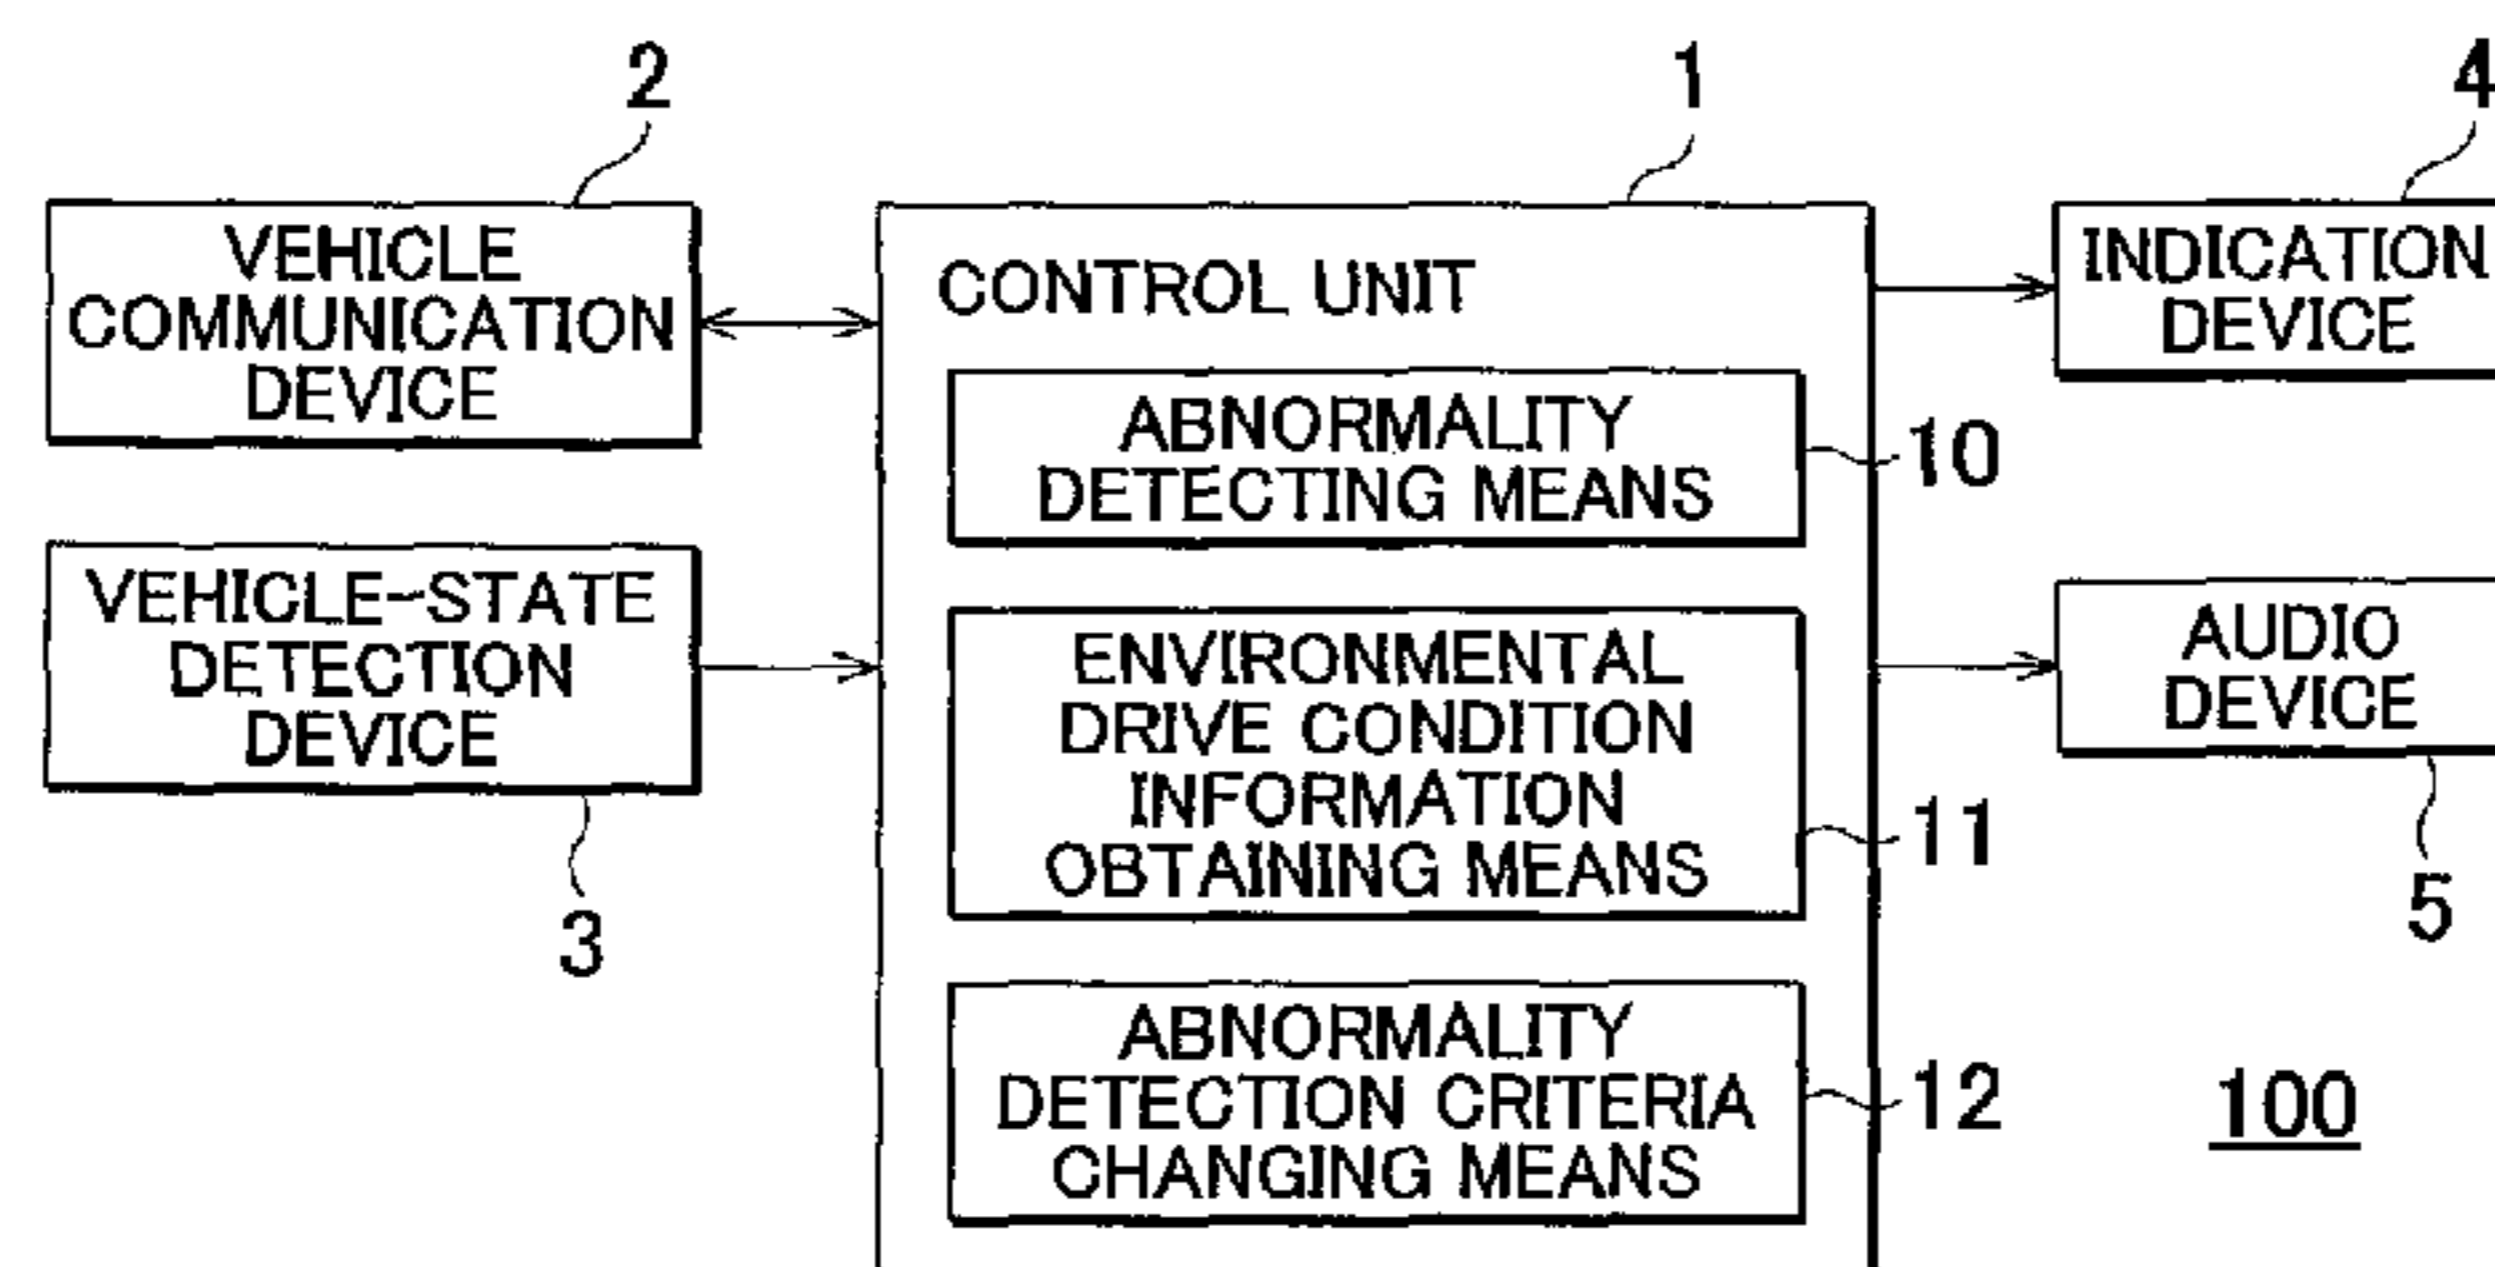 2
1
4
VEHICLE
COMMUNICATION
DEVICE
CONTROL UNIT
INDICATION
DEVICE
ABNORMALITY
DETECTING MEANS
10
VEHICLE-STATE
DETECTION
DEVICE
3
ENVIRONMENTAL
DRIVE CONDITION
INFORMATION
OBTAINING MEANS
11
AUDIO
DEVICE
5
ABNORMALITY
DETECTION CRITERIA
CHANGING MEANS
12
100